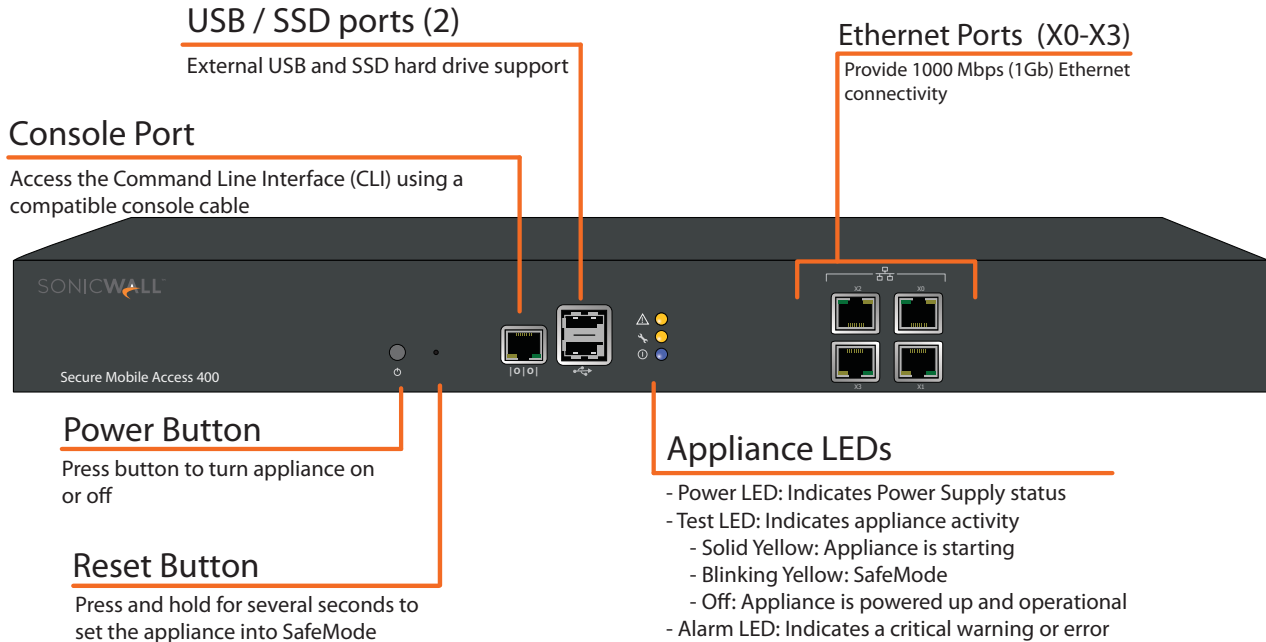 USB / SSD ports (2)
External USB and SSD hard drive support
Ethernet Ports (X0-X3)
Provide 1000 Mbps (1Gb) Ethernet
connectivity
Console Port
Access the Command Line Interface (CLI) using a
compatible console cable
SONICWALL
Secure Mobile Access 400
|O|O|
X2
X0
X3
X1
Power Button
Press button to turn appliance on
or off
Reset Button
Press and hold for several seconds to
set the appliance into SafeMode
Appliance LEDs
- Power LED: Indicates Power Supply status
- Test LED: Indicates appliance activity
- Solid Yellow: Appliance is starting
- Blinking Yellow: SafeMode
- Off: Appliance is powered up and operational
- Alarm LED: Indicates a critical warning or error